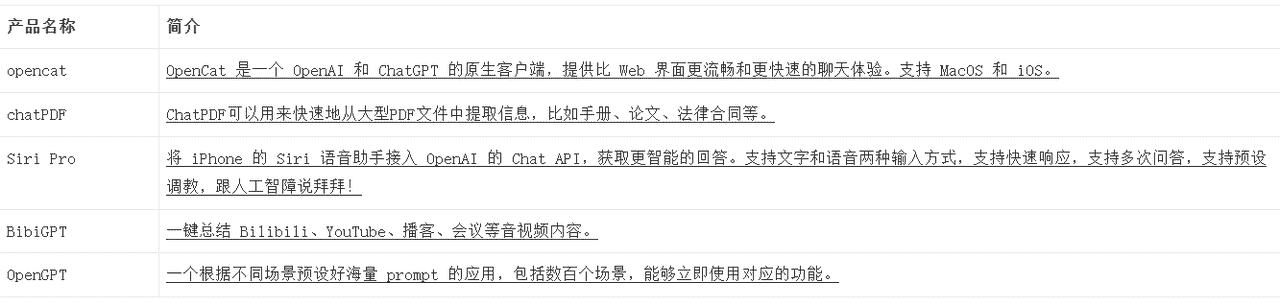 产品名称 简介
opencat OpenCat 是一个 OpenAI 和 ChatGPT 的原生客户端，提供比 Web 界面更流畅和更快速的聊天体验。支持 MacOS 和 iOS。
chatPDF ChatPDF可以用来快速地从大型PDF文件中提取信息，比如手册、论文、法律合同等。
Siri Pro 将 iPhone 的 Siri 语音助手接入 OpenAI 的 Chat API，获取更智能的回答。支持文字和语音两种输入方式，支持快速响应，支持多次问答，支持预设
调教，跟人工智障说拜拜！
BibiGPT 一键总结 Bilibili、YouTube、播客、会议等音视频内容。
OpenGPT 一个根据不同场景预设好海量 prompt 的应用，包括数百个场景，能够立即使用对应的功能。